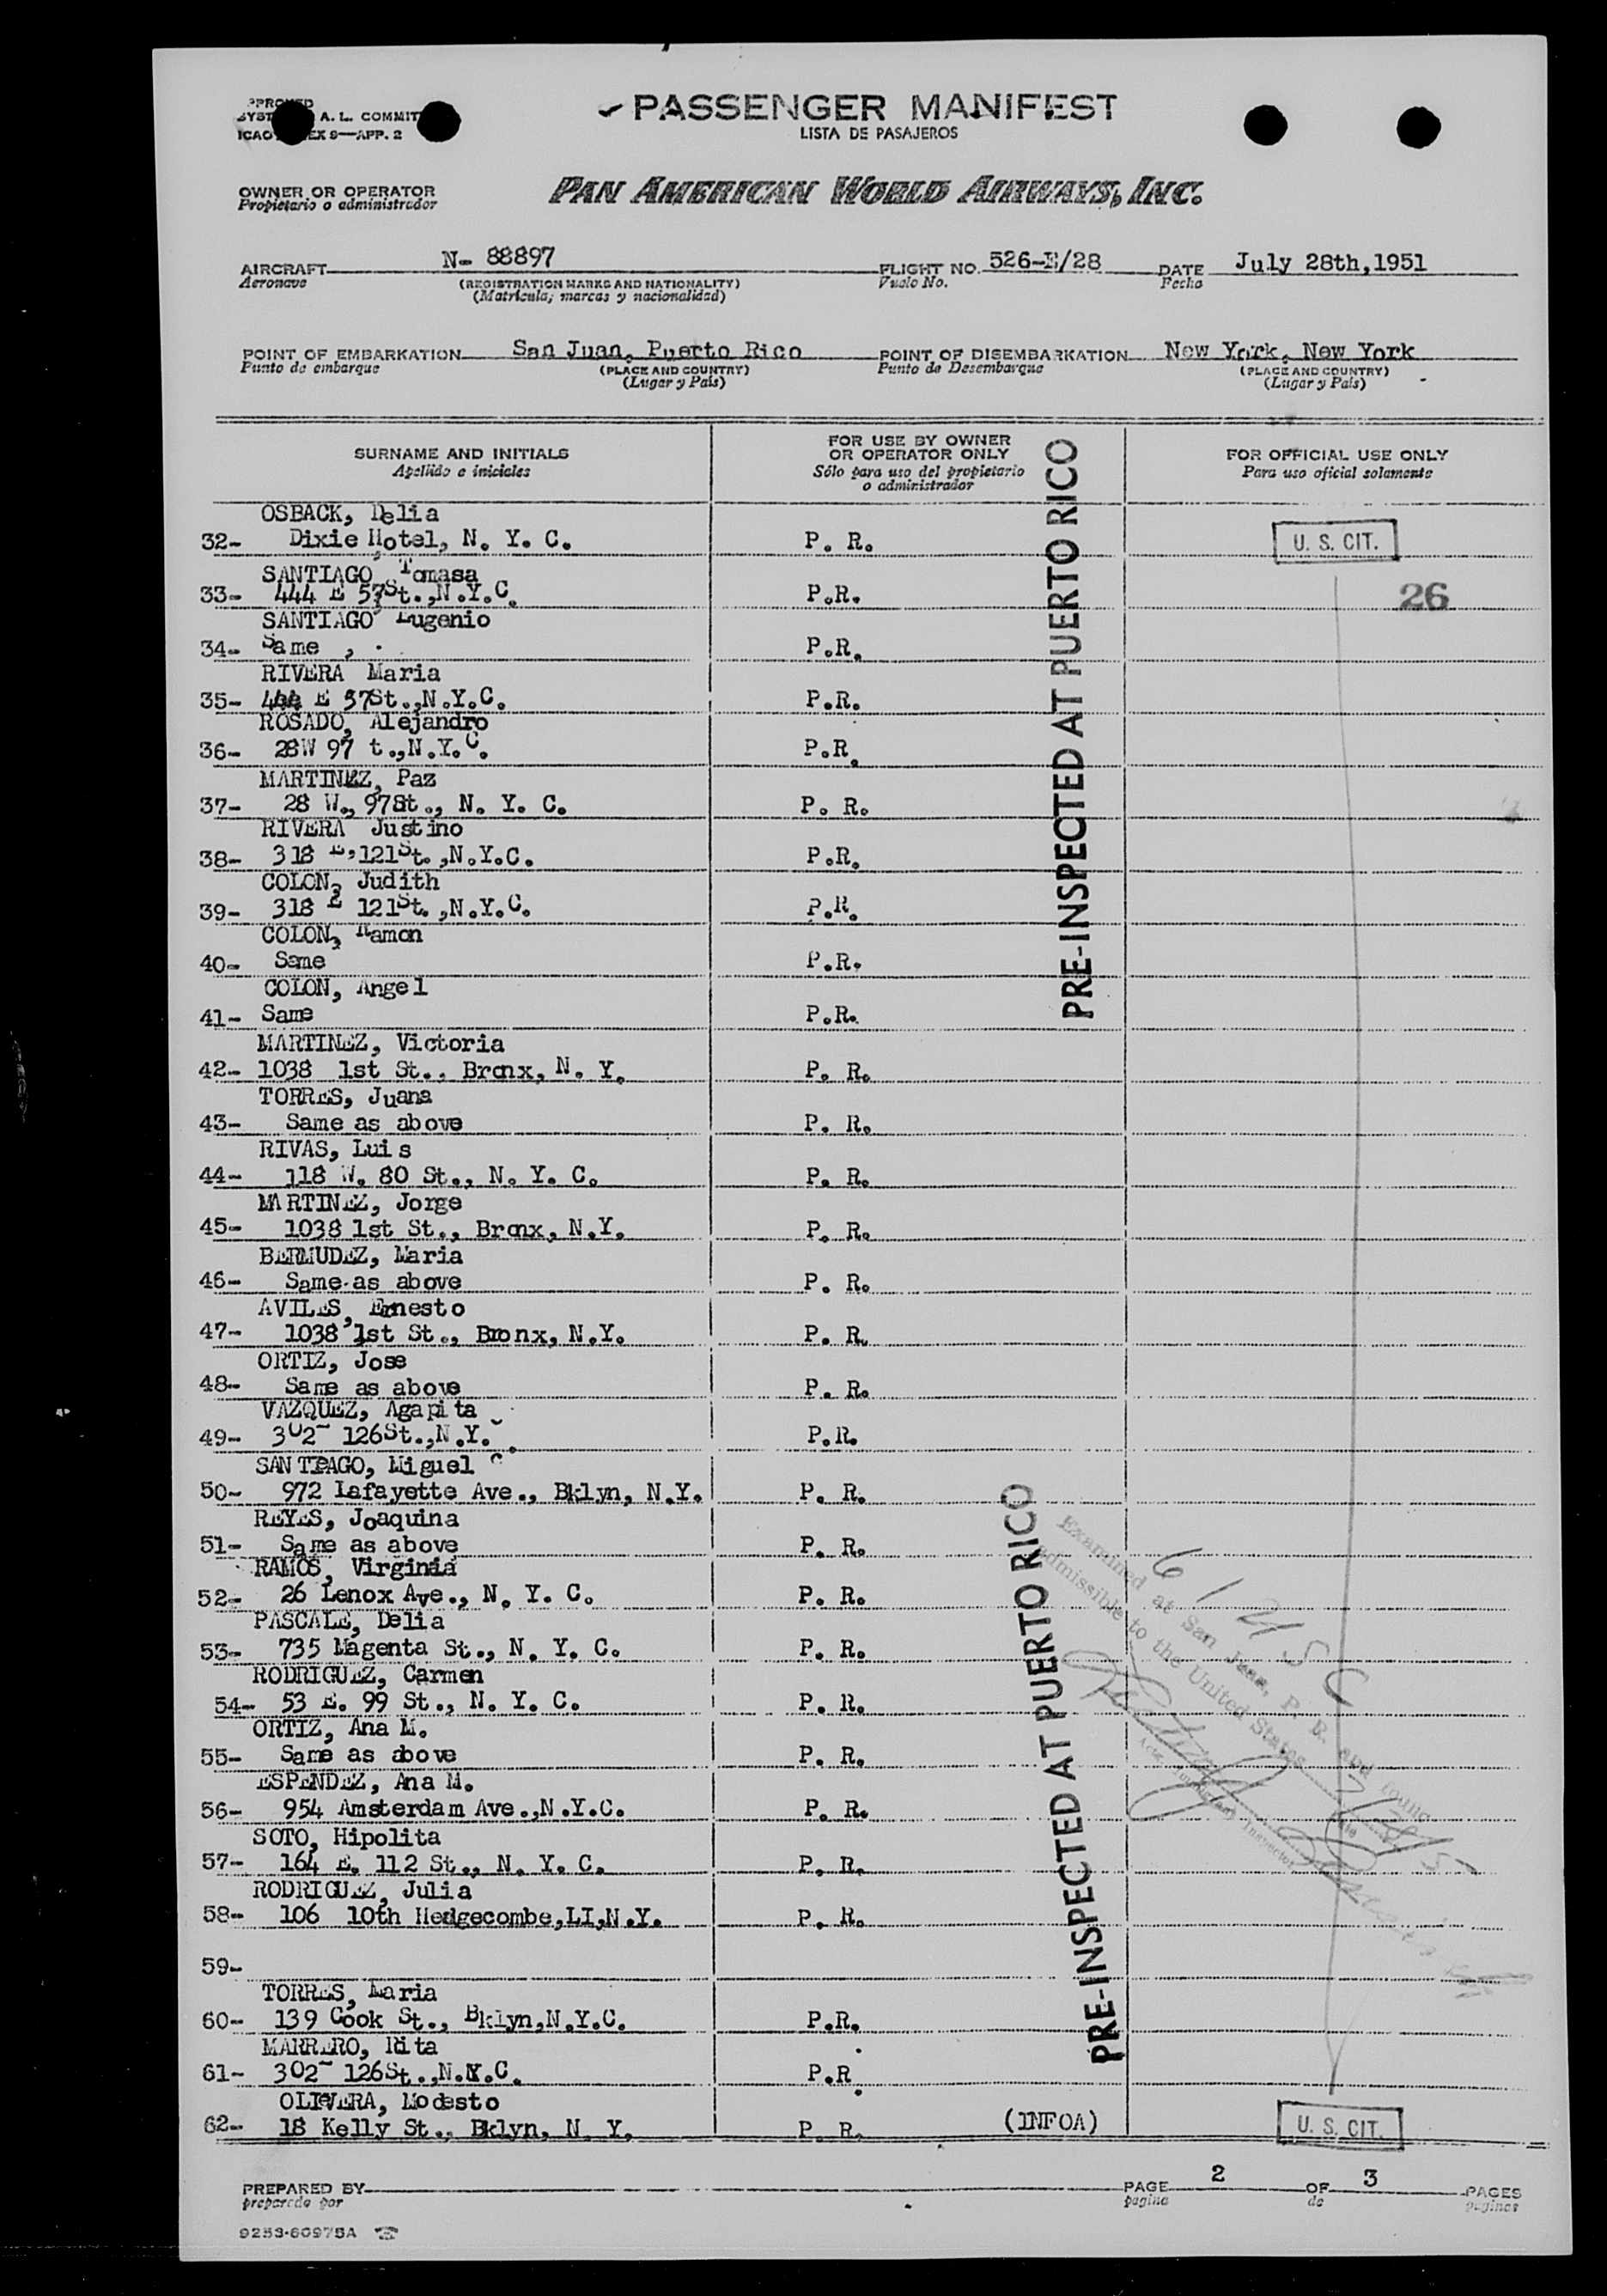 PASSENGER MANIFEST
LISTA DE PASAJEROS
A. L. COMMIT
ICAO EX 9—APP. 2
OWNER OR OPERATOR
Propietario o administrador
PAN AMERICAN WORLD AIRWAYS, INC.
AIRCRAFT N- 88897 FLIGHT NO. 526-E/28 DATE July 28th, 1951
Aeronave (REGISTRATION MARKS AND NATIONALITY) Vuelo No. Fecha
(Matrícula; marcas y nacionalidad)
POINT OF EMBARKATION San Juan, Puerto Rico POINT OF DISEMBARKATION New York, New York
Punto de embarque (PLACE AND COUNTRY) Punto de Desembarque (PLACE AND COUNTRY)
(Lugar y País) (Lugar y País)
SURNAME AND INITIALS FOR USE BY OWNER OR OPERATOR ONLY FOR OFFICIAL USE ONLY
Apellido e iniciales Sólo para uso del propietario o administrador Para uso oficial solamente
OSBACK, Delia
32- Dixie Hotel, N. Y. C. P. R. U. S. CIT.
SANTIAGO, Tomasa
33- 444 E 57St.,N.Y.C. P.R. 26
SANTIAGO Eugenio
34- Same , . P.R.
RIVERA Maria
35- 444 E 57St.,N.Y.C. P.R.
ROSADO, Alejandro
36- 28W 97 t.,N.Y.C. P.R.
MARTINEZ, Paz
37- 28 W., 97St., N. Y. C. P. R.
RIVERA Justino
38- 318 E,121St.,N.Y.C. P.R.
COLON, Judith
39- 318 E 121St.,N.Y.C. P.R.
COLON, Ramon
40- Same P.R.
COLON, Angel
41- Same P.R.
MARTINEZ, Victoria
42- 1038 1st St., Bronx, N. Y. P. R.
TORRES, Juana
43- Same as above P. R.
RIVAS, Luis
44- 118 W. 80 St., N. Y. C. P. R.
MARTINEZ, Jorge
45- 1038 1st St., Bronx, N.Y. P. R.
BERMUDEZ, Maria
46- Same as above P. R.
AVILES, Ernesto
47- 1038 1st St., Bronx, N.Y. P. R.
ORTIZ, Jose
48- Same as above P. R.
VAZQUEZ, Agapita
49- 302- 126St.,N.Y.C. P.R.
SANTIAGO, Miguel
50- 972 Lafayette Ave., Bklyn, N.Y. P. R.
REYES, Joaquina
51- Same as above P. R.
RAMOS, Virginia
52- 26 Lenox Ave., N. Y. C. P. R.
PASCALE, Delia
53- 735 Magenta St., N. Y. C. P. R.
RODRIGUEZ, Carmen
54- 53 E. 99 St., N. Y. C. P. R.
ORTIZ, Ana M.
55- Same as above P. R.
ESPENDEZ, Ana M.
56- 954 Amsterdam Ave.,N.Y.C. P. R.
SOTO, Hipolita
57- 164 E. 112 St., N. Y. C. P. R.
RODRIGUEZ, Julia
58- 106 10th Hedgecombe,LI,N.Y. P. R.
59-
TORRES, Maria
60- 139 Cook St., Bklyn,N.Y.C. P.R.
MARRERO, Rita
61- 302- 126St.,N.Y.C. P.R.
OLIVERA, Modesto
62- 18 Kelly St., Bklyn, N. Y. P. R. (INFOA) U. S. CIT.
PRE-INSPECTED AT PUERTO RICO
PRE-INSPECTED AT PUERTO RICO
6 1 21 5 C
Examined at San Juan, P. R. and found
admissible to the United States
PREPARED BY PAGE 2 OF 3 PAGES
preparado por página de páginas
9253-60975A